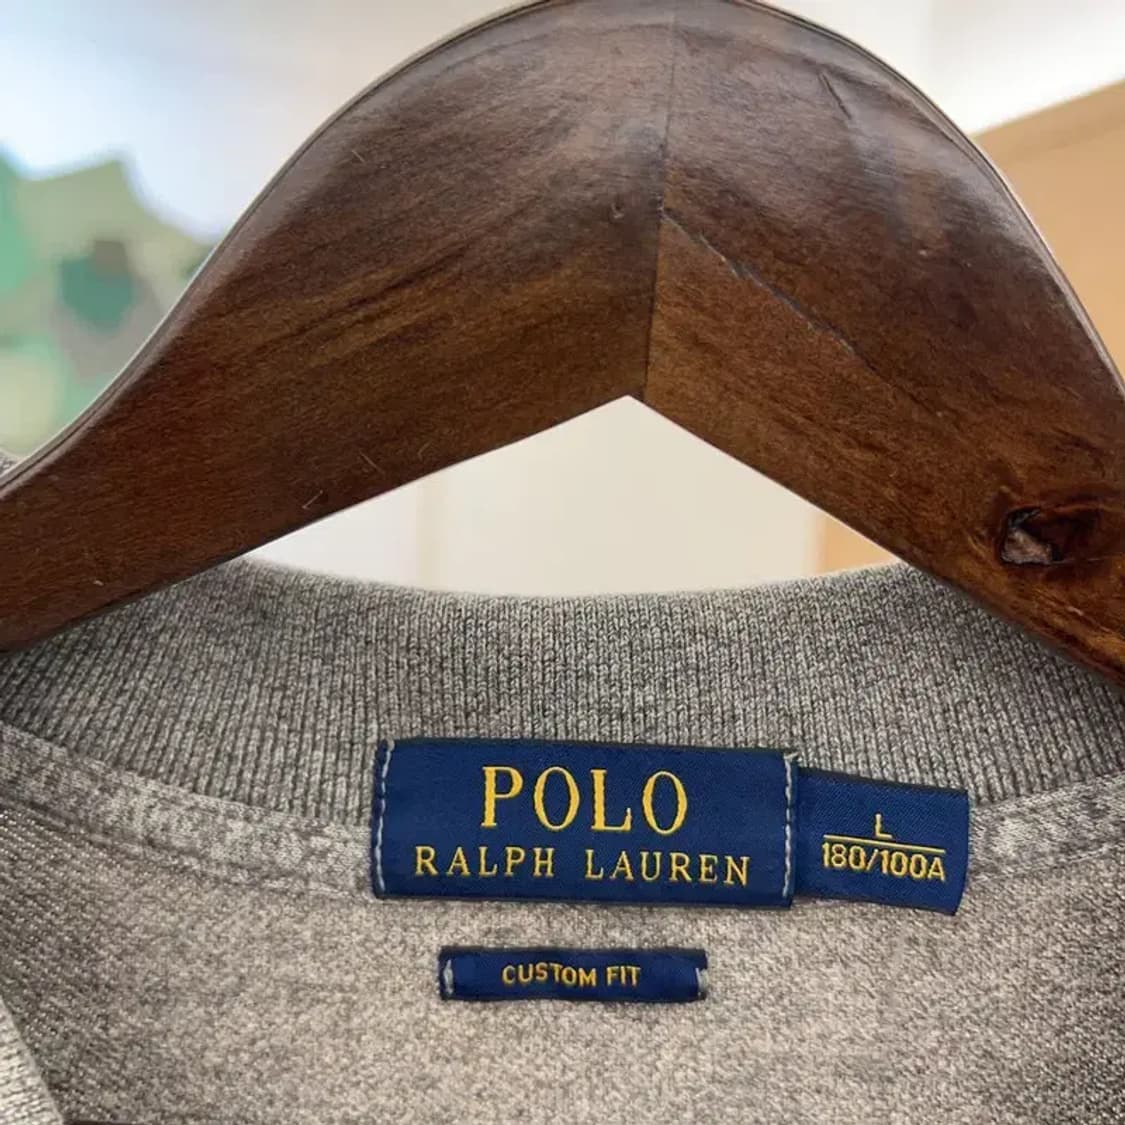 POLO
RALPH LAUREN
L
180/100A
CUSTOM FIT